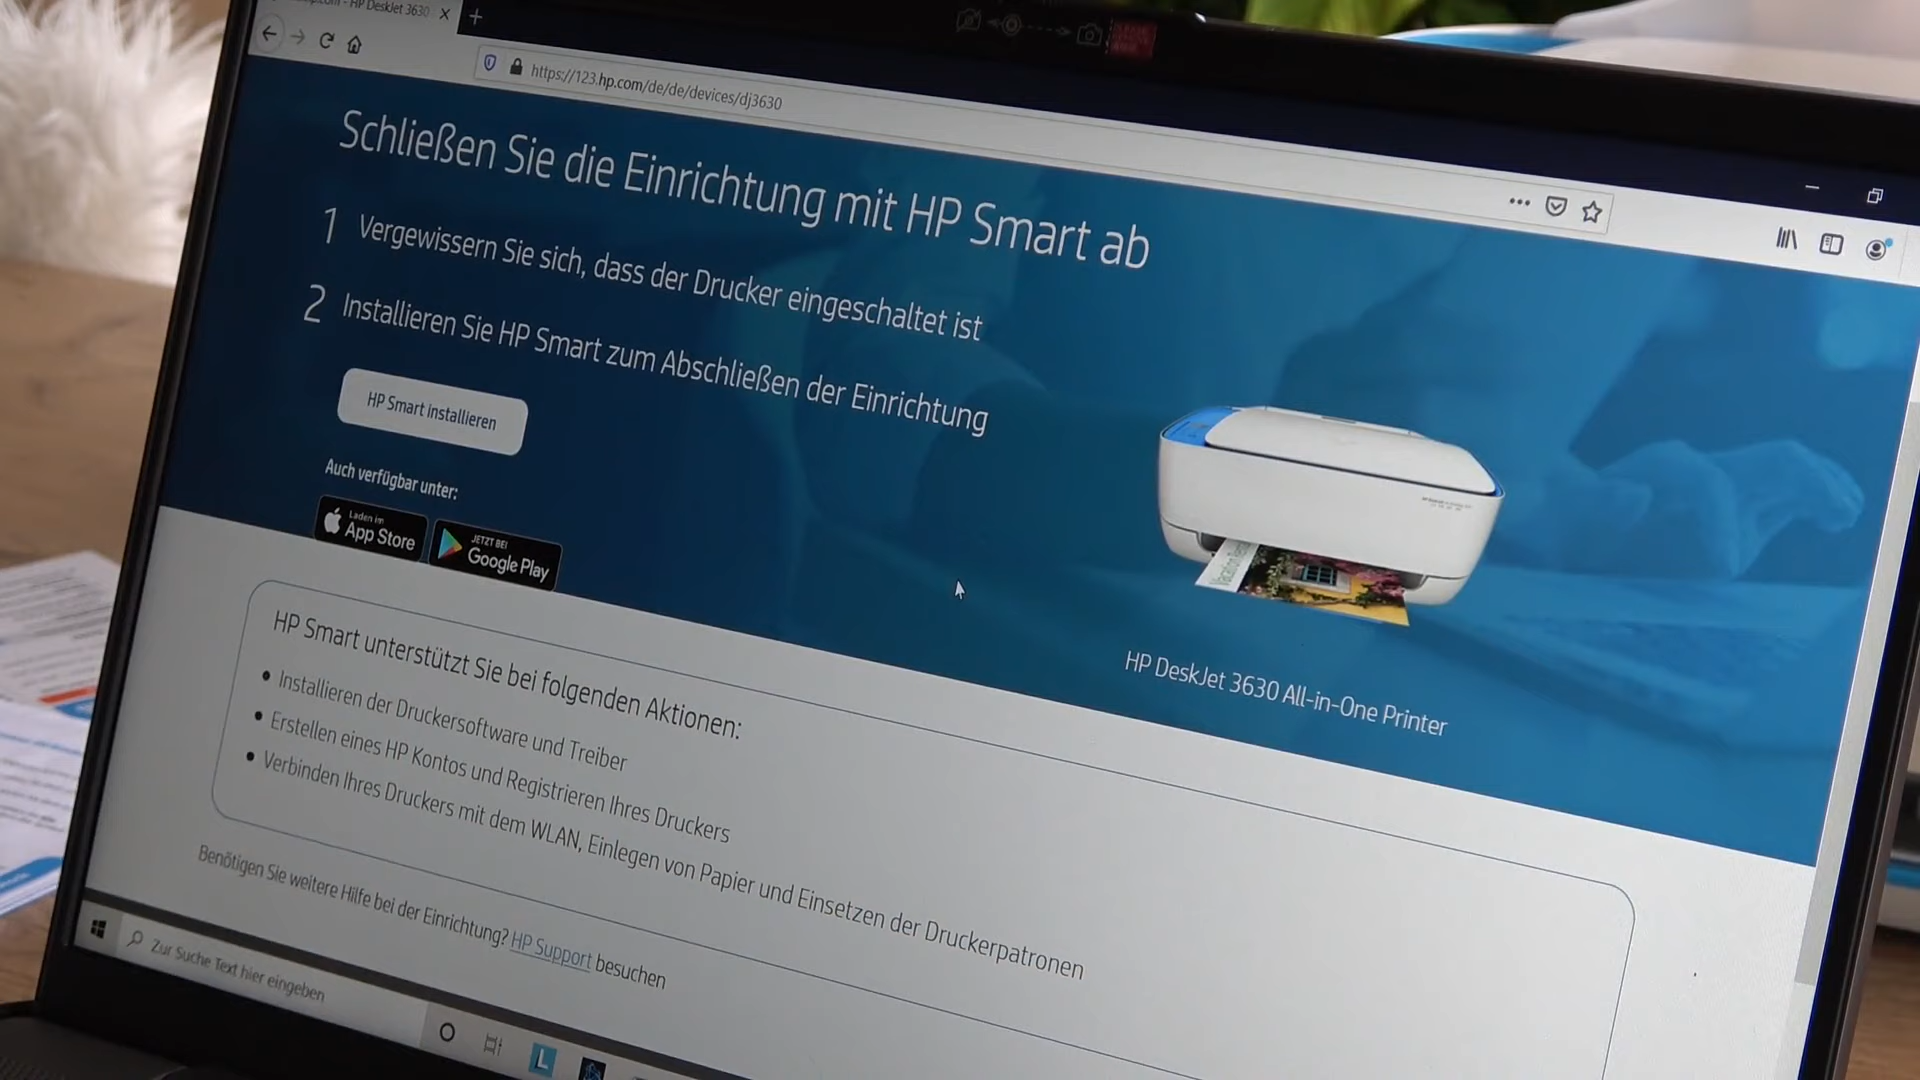 HP DeskJet 3630
https://123.hp.com/de/de/devices/dj3630
Schließen Sie die Einrichtung mit HP Smart ab
1 Vergewissern Sie sich, dass der Drucker eingeschaltet ist
2 Installieren Sie HP Smart zum Abschließen der Einrichtung
HP Smart installieren
Auch verfügbar unter:
Laden im
App Store
JETZT BEI
Google Play
HP DeskJet 3630 All-in-One Printer
HP Smart unterstützt Sie bei folgenden Aktionen:
• Installieren der Druckersoftware und Treiber
• Erstellen eines HP Kontos und Registrieren Ihres Druckers
• Verbinden Ihres Druckers mit dem WLAN, Einlegen von Papier und Einsetzen der Druckerpatronen
Benötigen Sie weitere Hilfe bei der Einrichtung? HP Support besuchen
Zur Suche Text hier eingeben
L